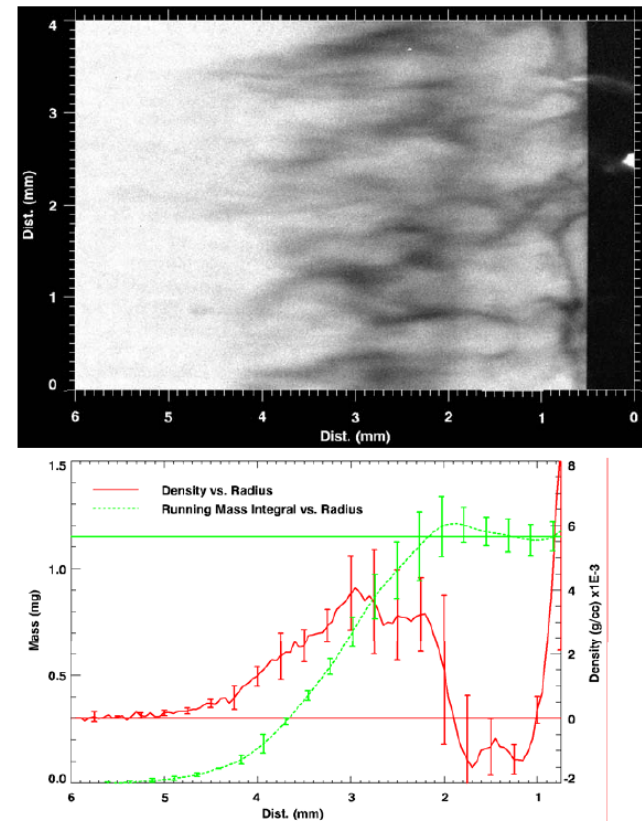 4
3
2
1
0
Dist. (mm)
6 5 4 3 2 1 0
Dist. (mm)
1.5
1.0
0.5
0.0
Mass (mg)
Density vs. Radius
Running Mass Integral vs. Radius
8
6
4
2
0
-2
Density (g/cc) x1E-3
6 5 4 3 2 1
Dist. (mm)